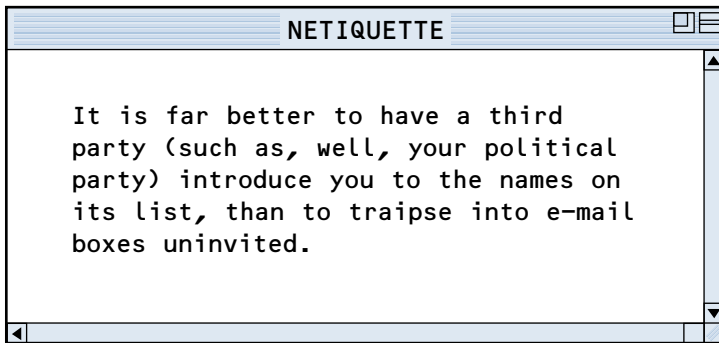 NETIQUETTE
It is far better to have a third
party (such as, well, your political
party) introduce you to the names on
its list, than to traipse into e-mail
boxes uninvited.